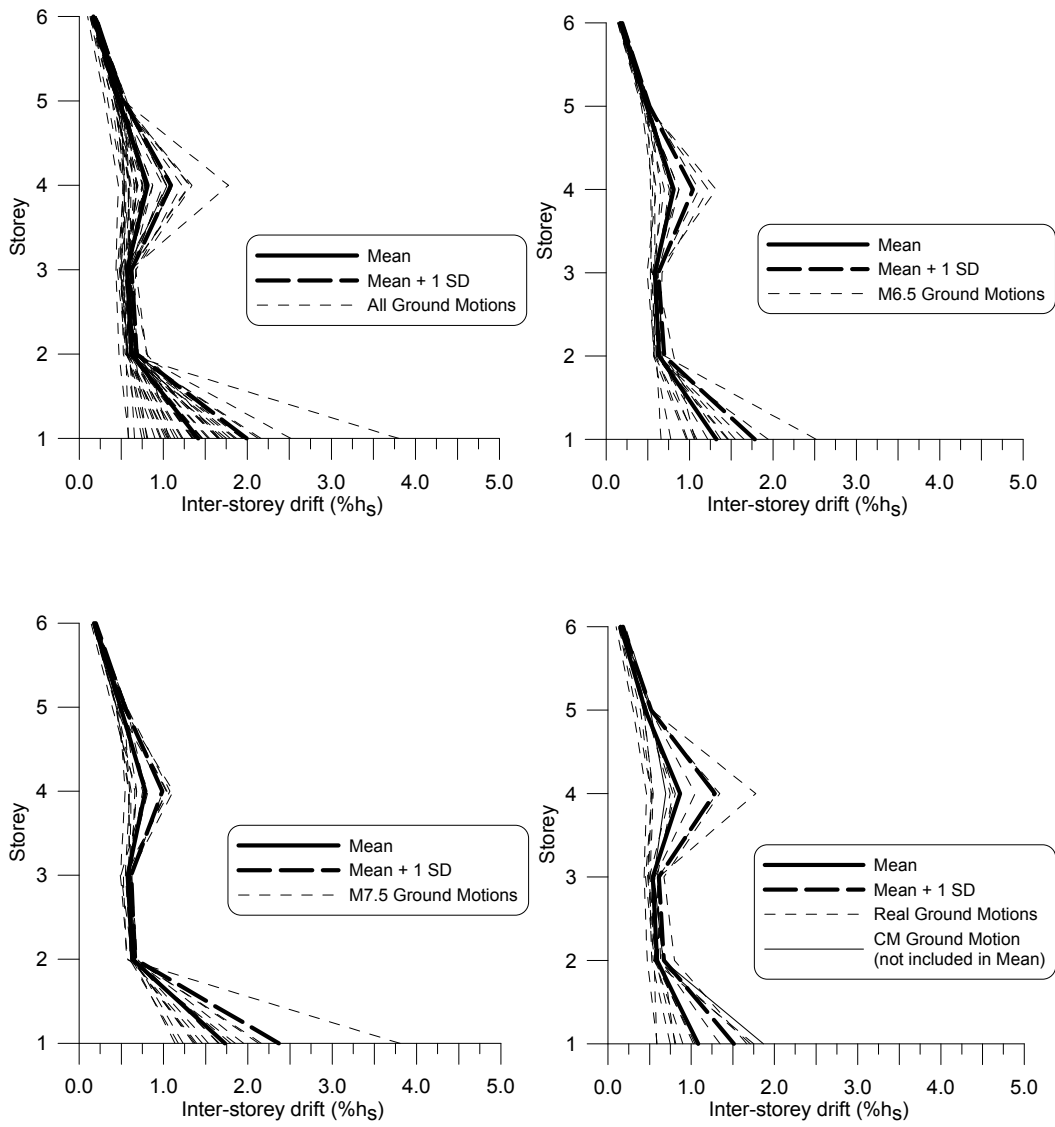 6
5
4
3
2
1
Storey
Mean
Mean + 1 SD
All Ground Motions
0.0 1.0 2.0 3.0 4.0 5.0
Inter-storey drift (%hs)
6
5
4
3
2
1
Storey
Mean
Mean + 1 SD
M6.5 Ground Motions
0.0 1.0 2.0 3.0 4.0 5.0
Inter-storey drift (%hs)
6
5
4
3
2
1
Storey
Mean
Mean + 1 SD
M7.5 Ground Motions
0.0 1.0 2.0 3.0 4.0 5.0
Inter-storey drift (%hs)
6
5
4
3
2
1
Storey
Mean
Mean + 1 SD
Real Ground Motions
CM Ground Motion
(not included in Mean)
0.0 1.0 2.0 3.0 4.0 5.0
Inter-storey drift (%hs)